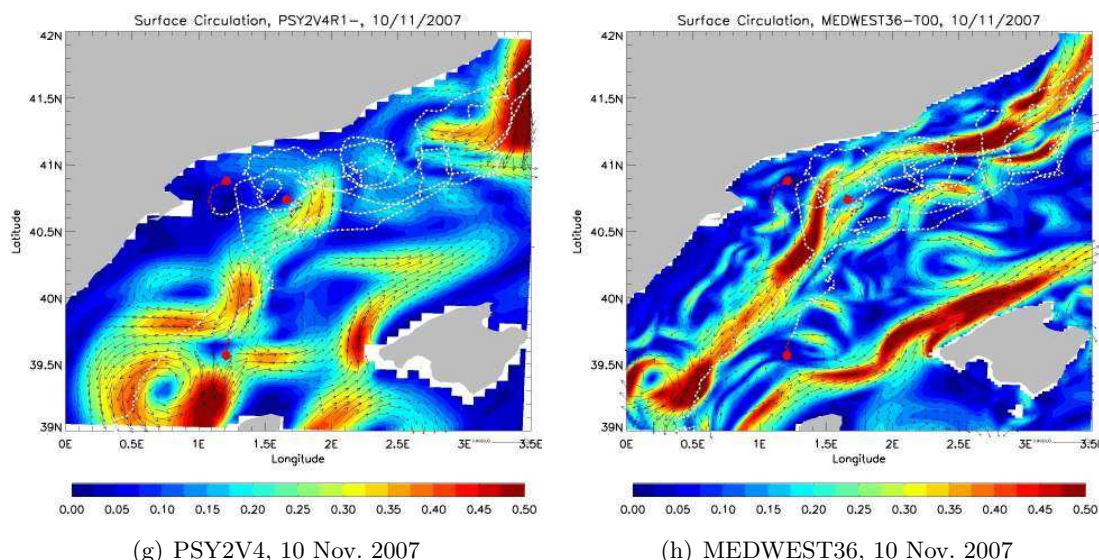 Surface Circulation, PSY2V4R1-, 10/11/2007
42N
41.5N
41N
40.5N
40N
39.5N
39N
Latitude
0E 0.5E 1E 1.5E 2E 2.5E 3E 3.5E
Longitude
0.00 0.05 0.10 0.15 0.20 0.25 0.30 0.35 0.40 0.45 0.50
(g) PSY2V4, 10 Nov. 2007
Surface Circulation, MEDWEST36-T00, 10/11/2007
42N
41.5N
41N
40.5N
40N
39.5N
39N
Latitude
0E 0.5E 1E 1.5E 2E 2.5E 3E 3.5E
Longitude
0.00 0.05 0.10 0.15 0.20 0.25 0.30 0.35 0.40 0.45 0.50
(h) MEDWEST36, 10 Nov. 2007